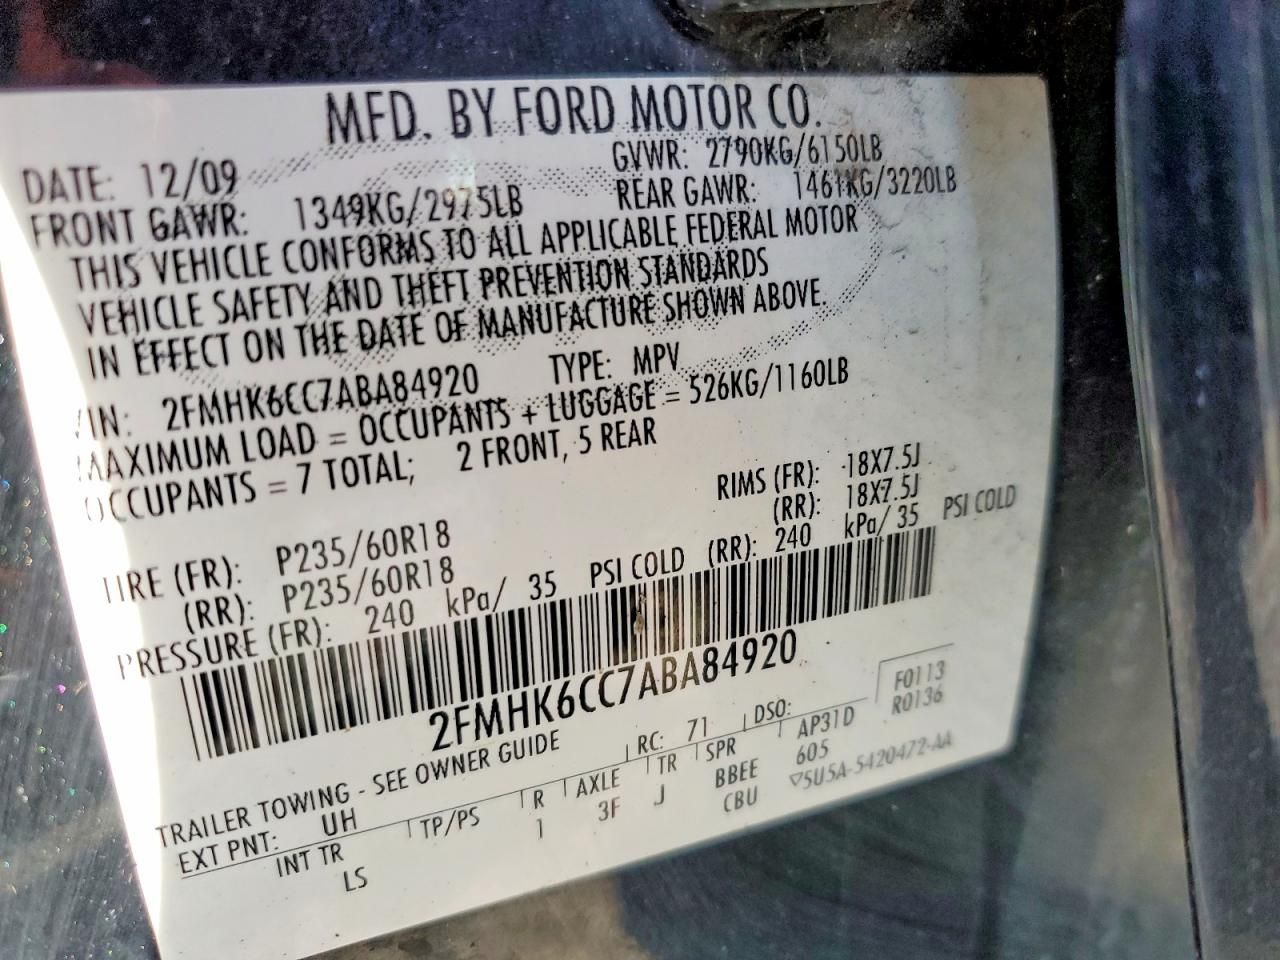 MFD. BY FORD MOTOR CO.
DATE: 12/09 GVWR: 2790KG/6150LB
FRONT GAWR: 1349KG/2975LB REAR GAWR: 1461KG/3220LB
THIS VEHICLE CONFORMS TO ALL APPLICABLE FEDERAL MOTOR
VEHICLE SAFETY AND THEFT PREVENTION STANDARDS
IN EFFECT ON THE DATE OF MANUFACTURE SHOWN ABOVE.
VIN: 2FMHK6CC7ABA84920 TYPE: MPV
MAXIMUM LOAD = OCCUPANTS + LUGGAGE = 526KG/1160LB
OCCUPANTS = 7 TOTAL; 2 FRONT, 5 REAR
TIRE (FR): P235/60R18 RIMS (FR): 18X7.5J
(RR): P235/60R18 (RR): 18X7.5J
PRESSURE (FR): 240 kPa/ 35 PSI COLD (RR): 240 kPa/ 35 PSI COLD
2FMHK6CC7ABA84920
F0113
R0136
TRAILER TOWING - SEE OWNER GUIDE RC: 71 DSO: AP31D
EXT PNT: UH TP/PS R AXLE TR SPR 605
INT TR 1 3F J BBEE 5U5A-5420472-AA
LS CBU